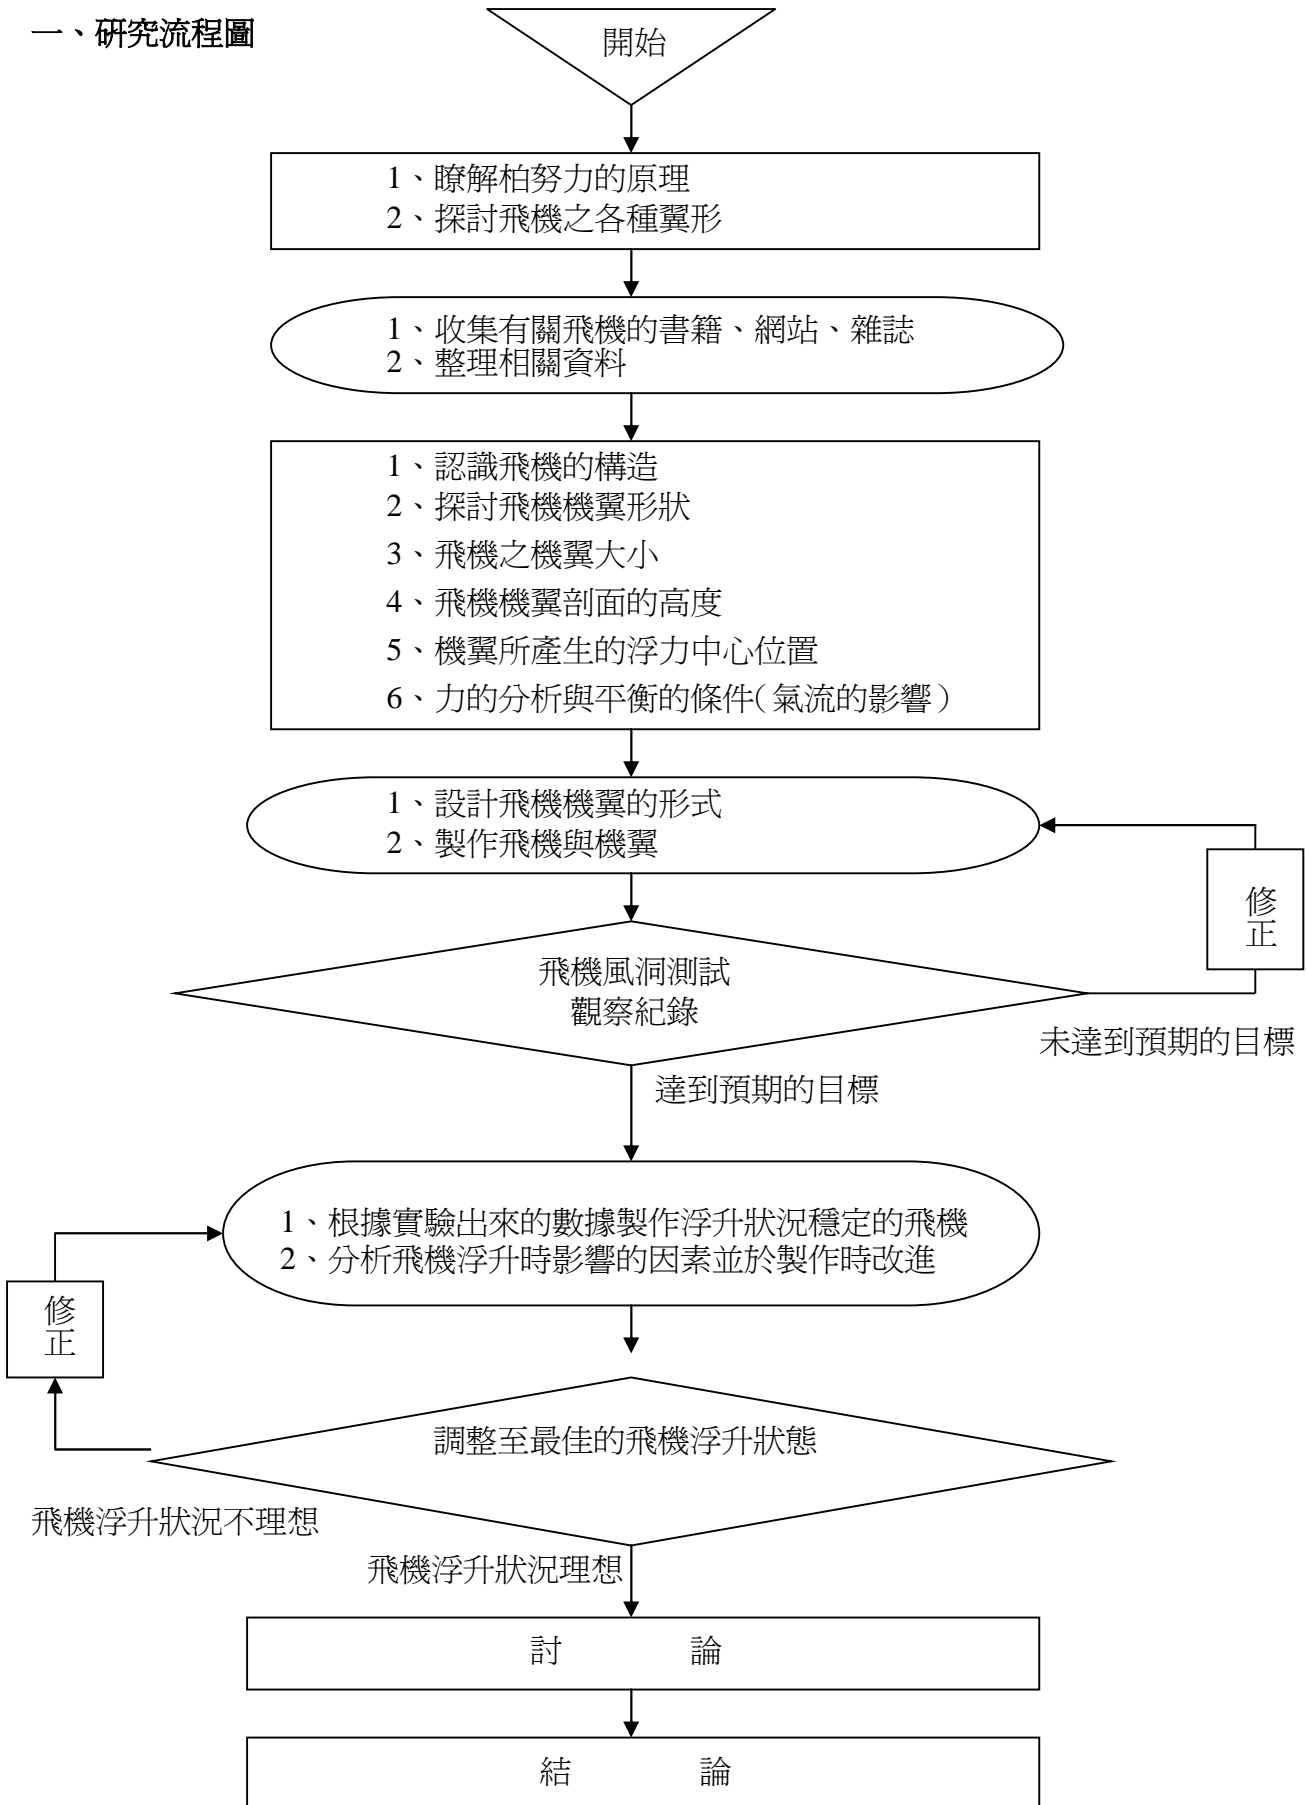 一、研究流程圖
開始
1、瞭解柏努力的原理
2、探討飛機之各種翼形
1、收集有關飛機的書籍、網站、雜誌
2、整理相關資料
1、認識飛機的構造
2、探討飛機機翼形狀
3、飛機之機翼大小
4、飛機機翼剖面的高度
5、機翼所產生的浮力中心位置
6、力的分析與平衡的條件(氣流的影響)
1、設計飛機機翼的形式
2、製作飛機與機翼
修正
飛機風洞測試
觀察紀錄
未達到預期的目標
達到預期的目標
1、根據實驗出來的數據製作浮升狀況穩定的飛機
2、分析飛機浮升時影響的因素並於製作時改進
修正
調整至最佳的飛機浮升狀態
飛機浮升狀況不理想
飛機浮升狀況理想
討 論
結 論